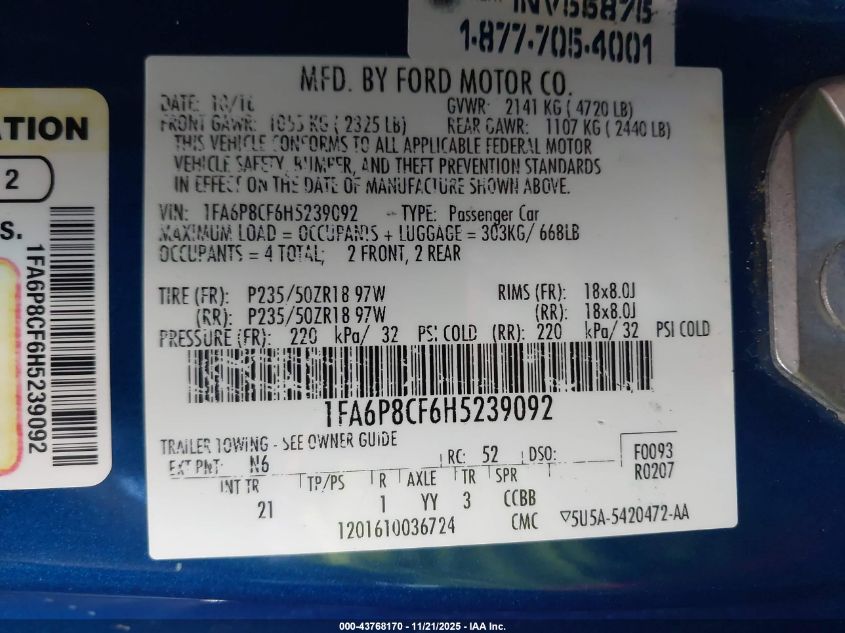 INV55875
1-877-705-4001
ATION
2
S.
1FA6P8CF6H5239092
MFD. BY FORD MOTOR CO.
DATE: 10/16 GVWR: 2141 KG ( 4720 LB)
FRONT GAWR: 1055 KG ( 2325 LB) REAR GAWR: 1107 KG ( 2440 LB)
THIS VEHICLE CONFORMS TO ALL APPLICABLE FEDERAL MOTOR
VEHICLE SAFETY, BUMPER, AND THEFT PREVENTION STANDARDS
IN EFFECT ON THE DATE OF MANUFACTURE SHOWN ABOVE.
VIN: 1FA6P8CF6H5239092 - TYPE: Passenger Car
MAXIMUM LOAD = OCCUPANTS + LUGGAGE = 303KG/ 668LB
OCCUPANTS = 4 TOTAL; 2 FRONT, 2 REAR
TIRE (FR): P235/50ZR18 97W RIMS (FR): 18x8.0J
(RR): P235/50ZR18 97W (RR): 18x8.0J
PRESSURE (FR): 220 kPa/ 32 PSI COLD (RR): 220 kPa/ 32 PSI COLD
1FA6P8CF6H5239092
TRAILER TOWING - SEE OWNER GUIDE
EXT PNT: N6 RC: 52 DSO: F0093
R0207
INT TR TP/PS R AXLE TR SPR
21 1 YY 3 CCBB
1201610036724 CMC ▽5U5A-5420472-AA
000-43768170 - 11/21/2025 - IAA Inc.